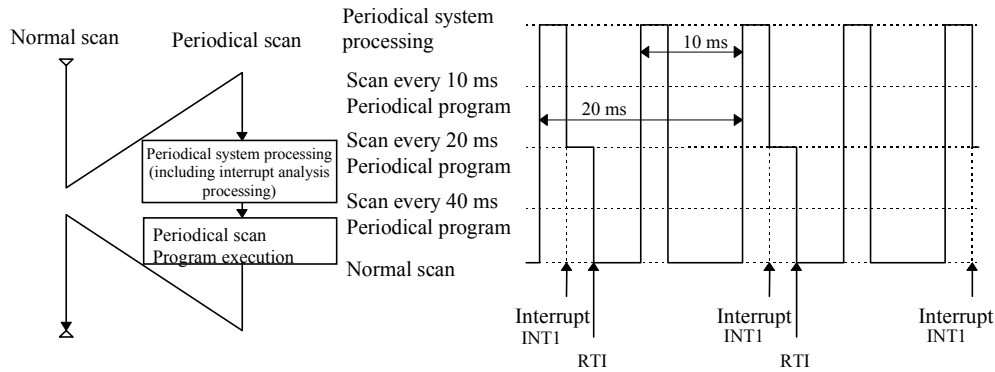 Normal scan
Periodical scan
Periodical system processing
(including interrupt analysis
processing)
Periodical scan
Program execution
Periodical system
processing
Scan every 10 ms
Periodical program
Scan every 20 ms
Periodical program
Scan every 40 ms
Periodical program
Normal scan
10 ms
20 ms
Interrupt
INT1
RTI
Interrupt
INT1
RTI
Interrupt
INT1